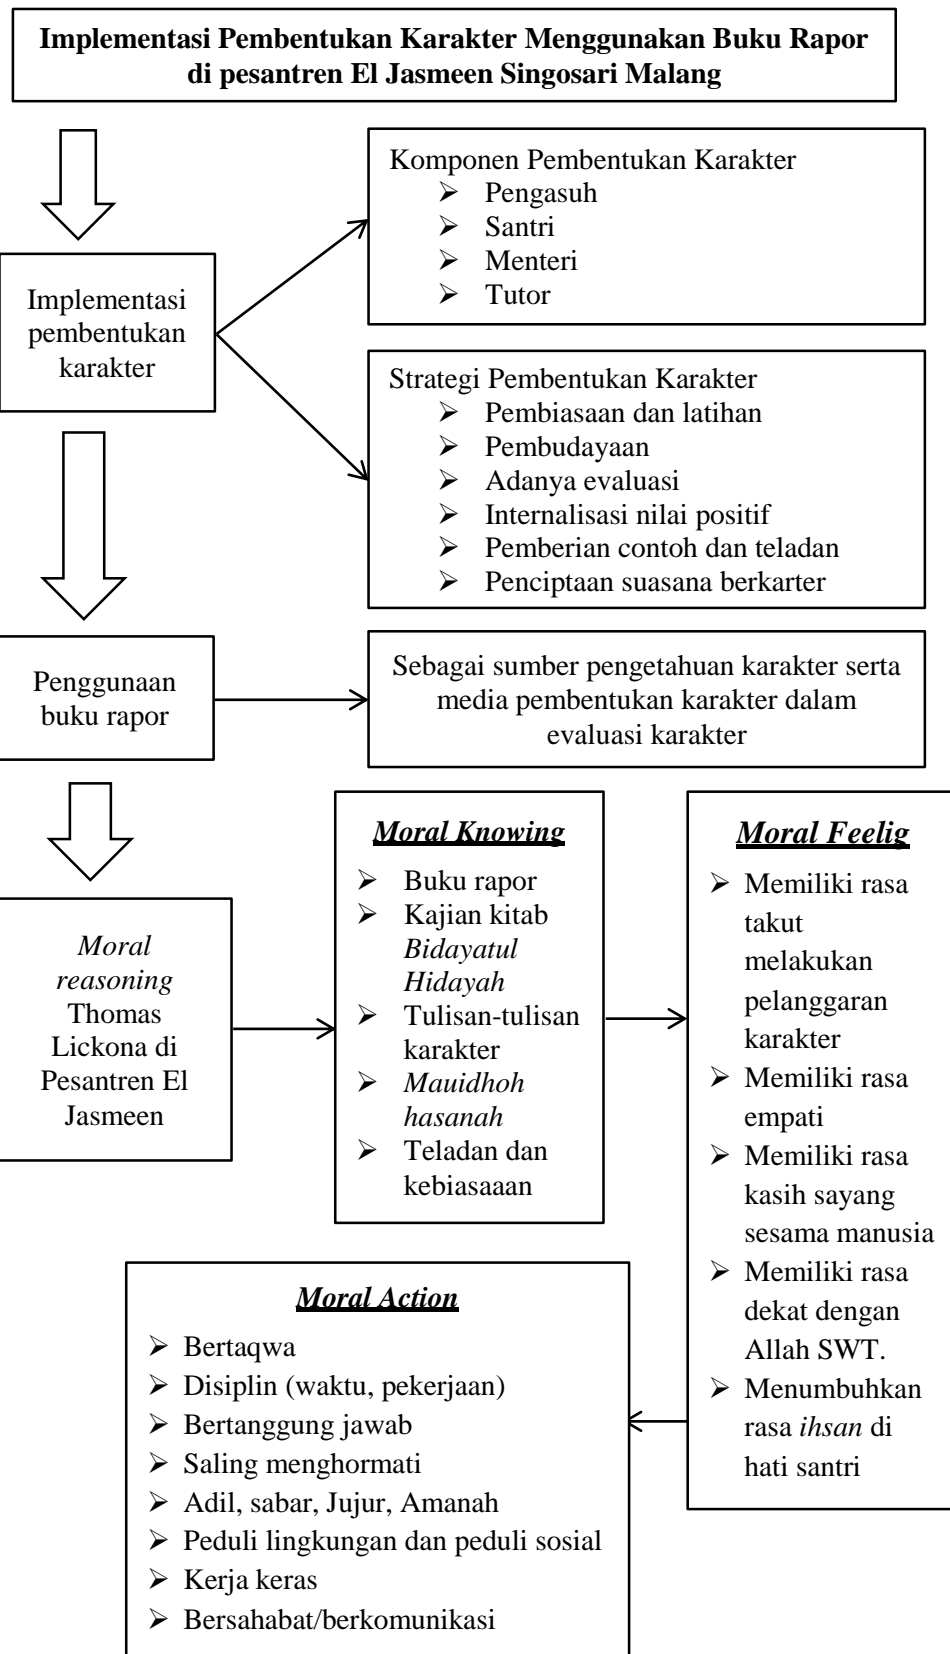 Implementasi Pembentukan Karakter Menggunakan Buku Rapor
di pesantren El Jasmeen Singosari Malang
Komponen Pembentukan Karakter
➢ Pengasuh
➢ Santri
➢ Menteri
➢ Tutor
Implementasi
pembentukan
karakter
Strategi Pembentukan Karakter
➢ Pembiasaan dan latihan
➢ Pembudayaan
➢ Adanya evaluasi
➢ Internalisasi nilai positif
➢ Pemberian contoh dan teladan
➢ Penciptaan suasana berkarter
Penggunaan
buku rapor
Sebagai sumber pengetahuan karakter serta
media pembentukan karakter dalam
evaluasi karakter
Moral
reasoning
Thomas
Lickona di
Pesantren El
Jasmeen
Moral Knowing
➢ Buku rapor
➢ Kajian kitab
Bidayatul
Hidayah
➢ Tulisan-tulisan
karakter
➢ Mauidhoh
hasanah
➢ Teladan dan
kebiasaaan
Moral Feelig
➢ Memiliki rasa
takut
melakukan
pelanggaran
karakter
➢ Memiliki rasa
empati
➢ Memiliki rasa
kasih sayang
sesama manusia
➢ Memiliki rasa
dekat dengan
Allah SWT.
➢ Menumbuhkan
rasa ihsan di
hati santri
Moral Action
➢ Bertaqwa
➢ Disiplin (waktu, pekerjaan)
➢ Bertanggung jawab
➢ Saling menghormati
➢ Adil, sabar, Jujur, Amanah
➢ Peduli lingkungan dan peduli sosial
➢ Kerja keras
➢ Bersahabat/berkomunikasi